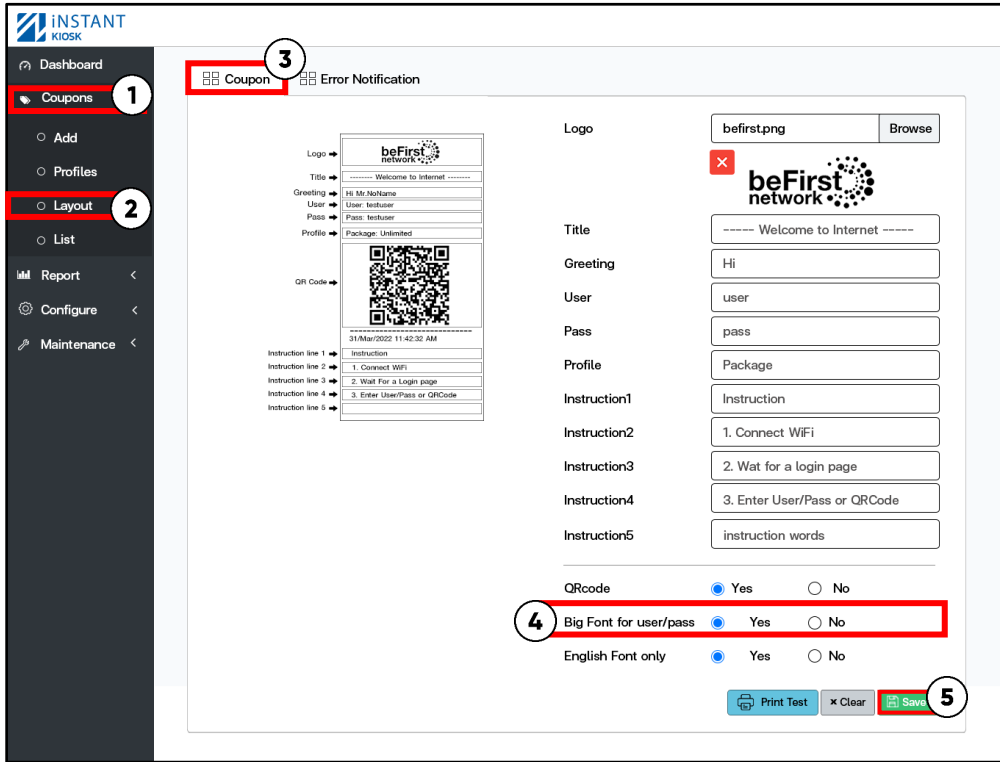 iNSTANT
KIOSK
Dashboard
Coupons
1
Add
Profiles
Layout
2
List
Report <
Configure <
Maintenance <
3
Coupon
Error Notification
Logo
beFirst
network
Title
------- Welcome to Internet -------
Greeting
Hi Mr.NoName
User
User: testuser
Pass
Pass: testuser
Profile
Package: Unlimited
QR Code
----------------------------
31/Mar/2022 11:42:32 AM
Instruction line 1
Instruction
Instruction line 2
1. Connect WiFi
Instruction line 3
2. Wait For a Login page
Instruction line 4
3. Enter User/Pass or QRCode
Instruction line 5
Logo
befirst.png
Browse
beFirst
network
Title
----- Welcome to Internet -----
Greeting
Hi
User
user
Pass
pass
Profile
Package
Instruction1
Instruction
Instruction2
1. Connect WiFi
Instruction3
2. Wat for a login page
Instruction4
3. Enter User/Pass or QRCode
Instruction5
instruction words
QRcode
Yes
No
4
Big Font for user/pass
Yes
No
English Font only
Yes
No
Print Test
× Clear
Save
5